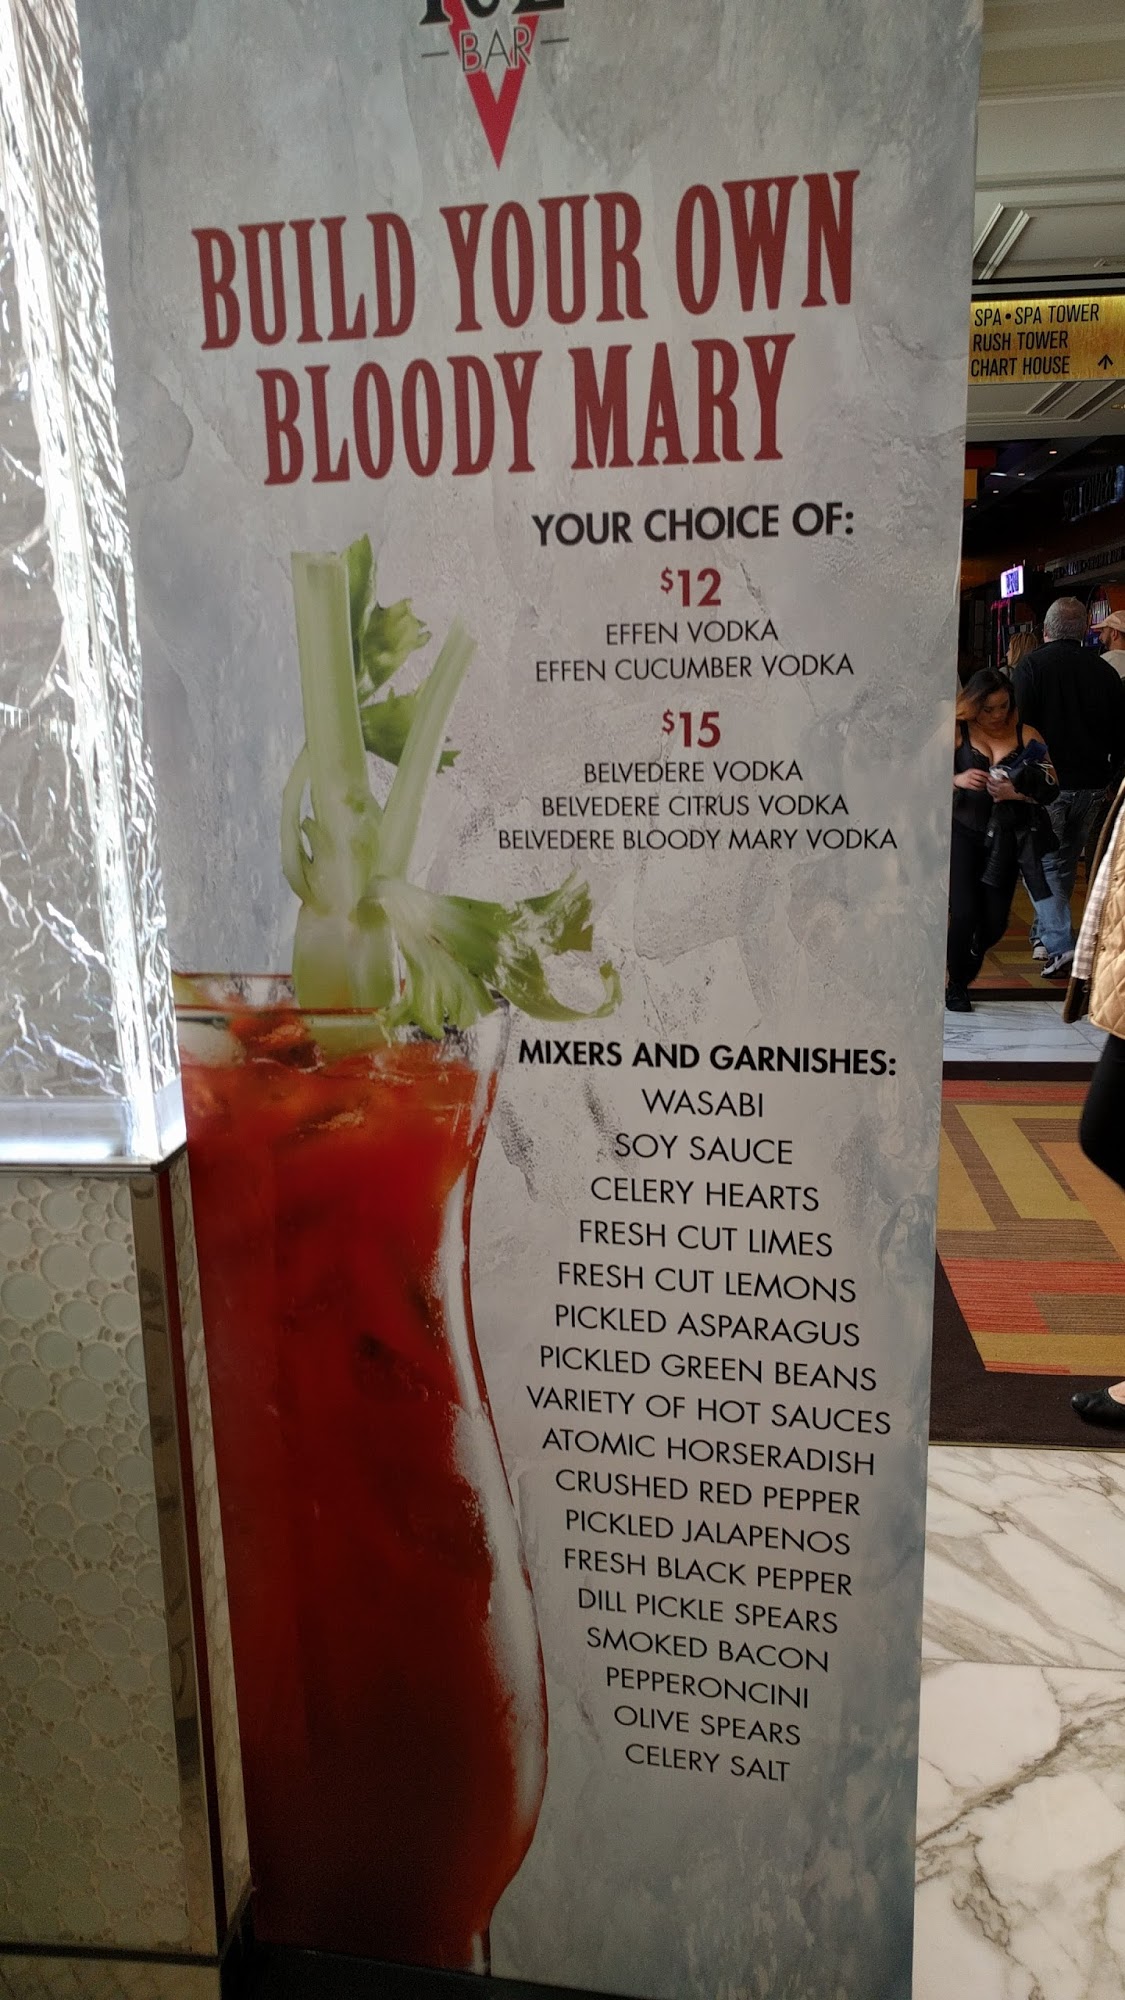 BAR
BUILD YOUR OWN
BLOODY MARY
YOUR CHOICE OF:
$12
EFFEN VODKA
EFFEN CUCUMBER VODKA
$15
BELVEDERE VODKA
BELVEDERE CITRUS VODKA
BELVEDERE BLOODY MARY VODKA
MIXERS AND GARNISHES:
WASABI
SOY SAUCE
CELERY HEARTS
FRESH CUT LIMES
FRESH CUT LEMONS
PICKLED ASPARAGUS
PICKLED GREEN BEANS
VARIETY OF HOT SAUCES
ATOMIC HORSERADISH
CRUSHED RED PEPPER
PICKLED JALAPENOS
FRESH BLACK PEPPER
DILL PICKLE SPEARS
SMOKED BACON
PEPPERONCINI
OLIVE SPEARS
CELERY SALT
SPA • SPA TOWER
RUSH TOWER
CHART HOUSE